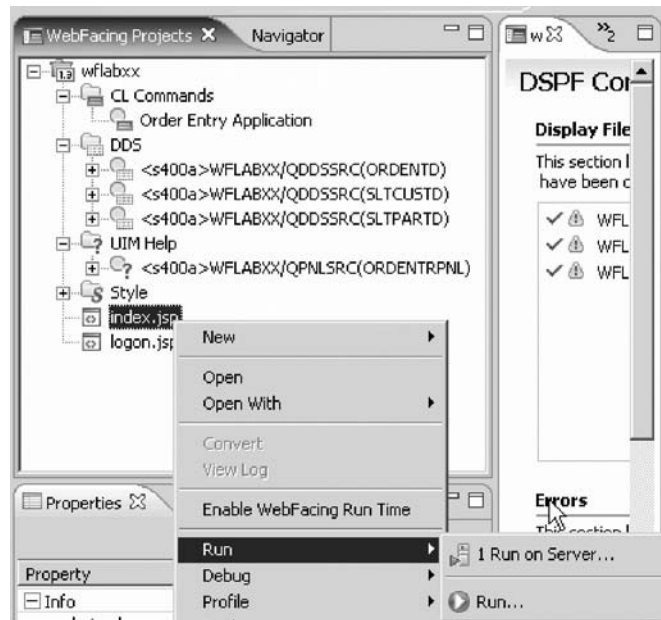 WebFacing Projects
Navigator
wflabxx
CL Commands
Order Entry Application
DDS
<s400a>WFLABXX/QDDSSRC(ORDENTD)
<s400a>WFLABXX/QDDSSRC(SLTCUSTD)
<s400a>WFLABXX/QDDSSRC(SLTPARTD)
UIM Help
<s400a>WFLABXX/QPNLSRC(ORDENTRPNL)
Style
index.jsp
logon.jsp
New
Open
Open With
Convert
View Log
Enable WebFacing Run Time
Run
Debug
Profile
1 Run on Server...
Run...
Properties
Property
Info
w
2
DSPF Cor
Display File
This section l
have been c
WFL
WFL
WFL
Errors